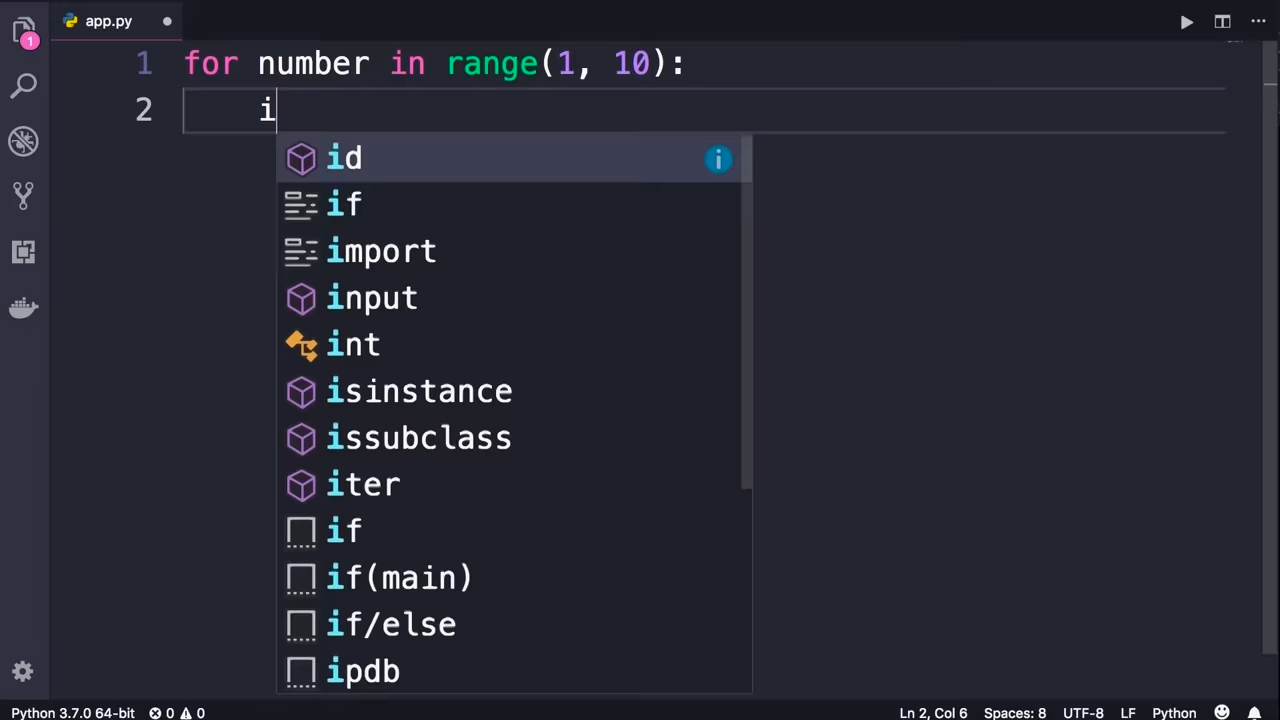 app.py
1
1 for number in range(1, 10):
2 i
id
if
import
input
int
isinstance
issubclass
iter
if
if(main)
if/else
ipdb
Python 3.7.0 64-bit 0 0 Ln 2, Col 6 Spaces: 8 UTF-8 LF Python